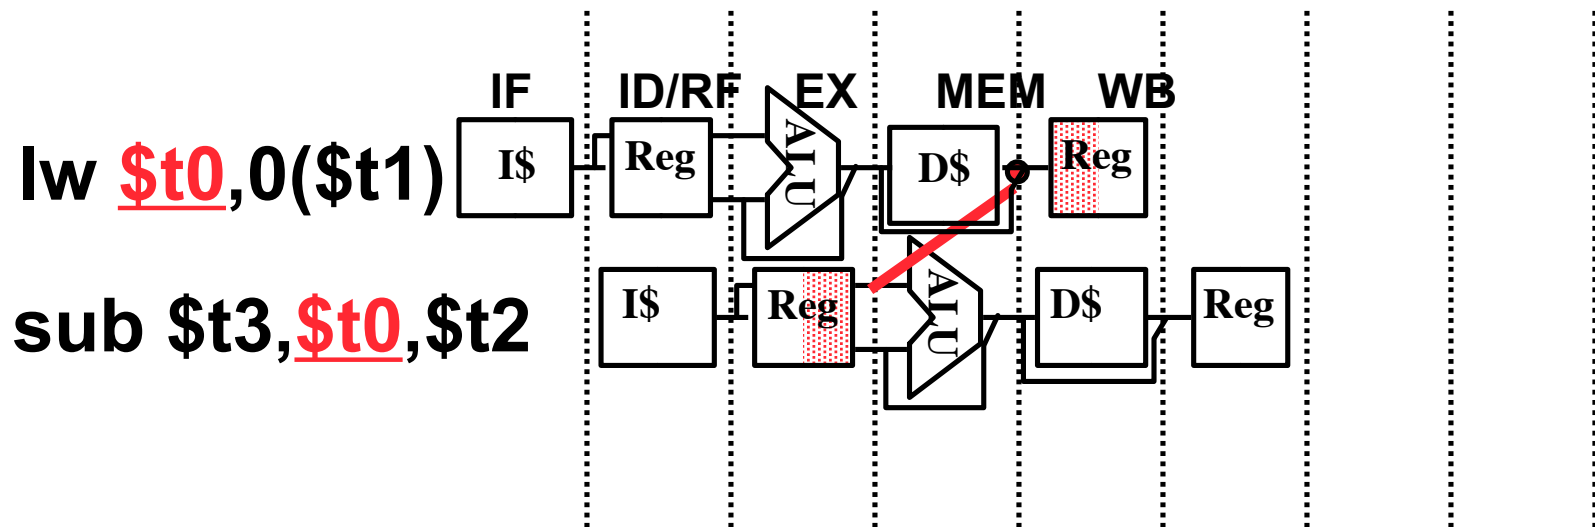 IF ID/RF EX MEM WB
lw $t0,0($t1) I$ Reg ALU D$ Reg
sub $t3,$t0,$t2 I$ Reg ALU D$ Reg